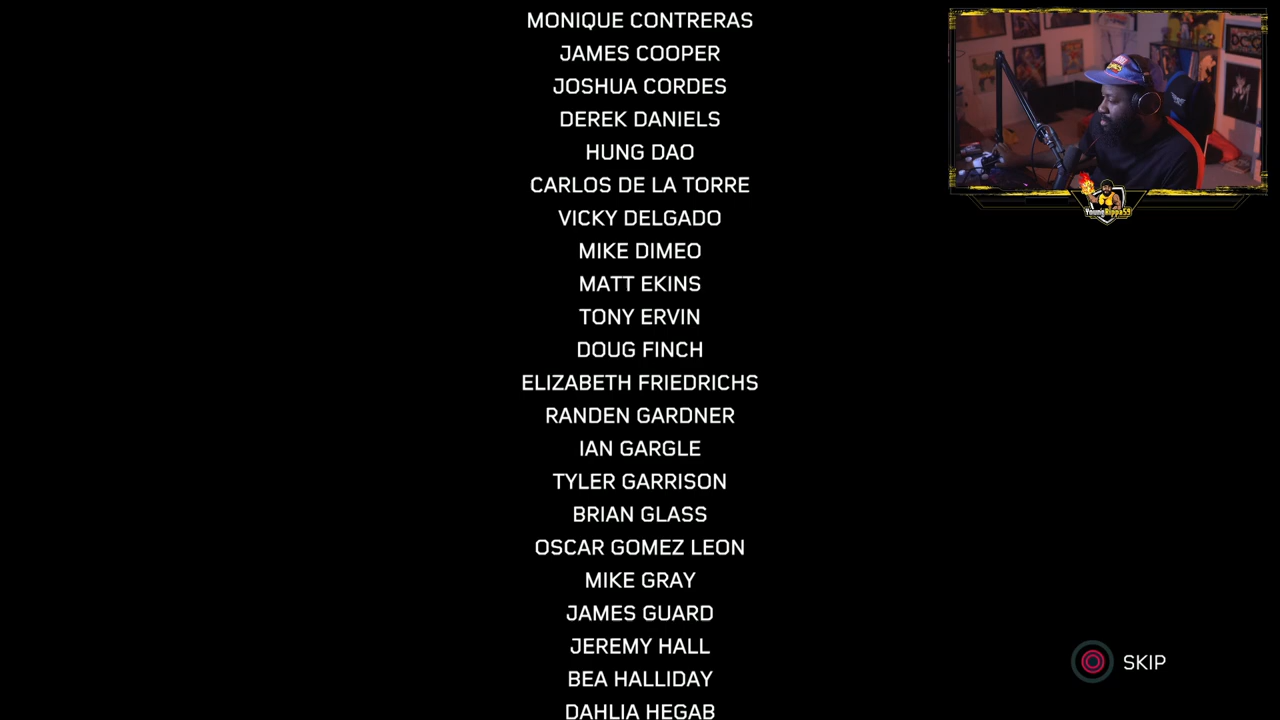 MONIQUE CONTRERAS
JAMES COOPER
JOSHUA CORDES
DEREK DANIELS
HUNG DAO
CARLOS DE LA TORRE
VICKY DELGADO
MIKE DIMEO
MATT EKINS
TONY ERVIN
DOUG FINCH
ELIZABETH FRIEDRICHS
RANDEN GARDNER
IAN GARGLE
TYLER GARRISON
BRIAN GLASS
OSCAR GOMEZ LEON
MIKE GRAY
JAMES GUARD
JEREMY HALL
BEA HALLIDAY
DAHLIA HEGAB
YoungRippa59
SKIP